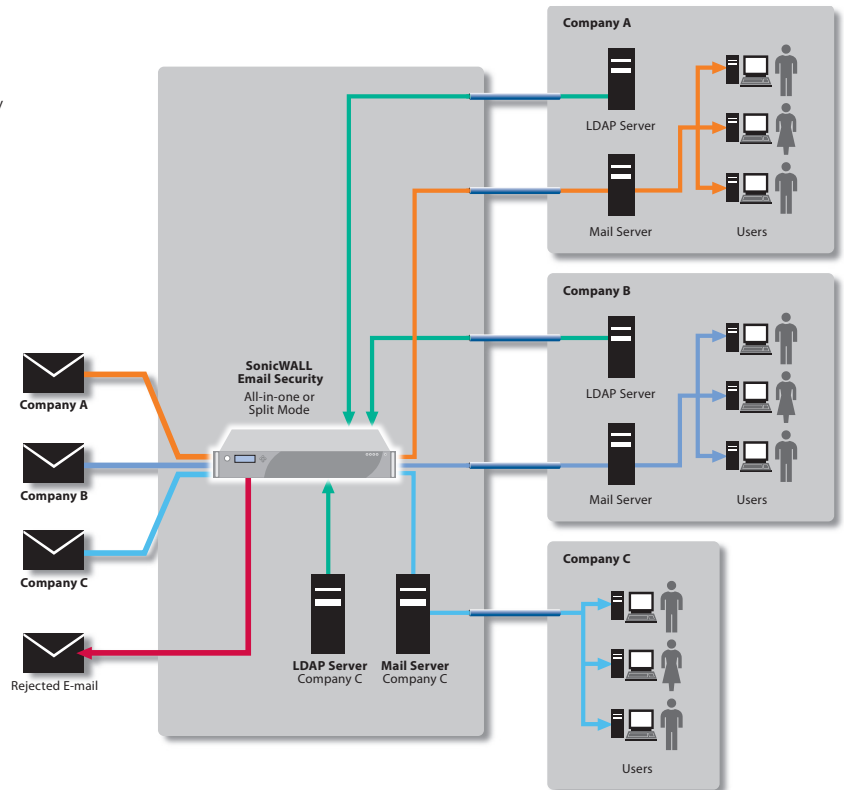 Company A
LDAP Server
Mail Server
Users
Company B
LDAP Server
Mail Server
Users
SonicWALL
Email Security
All-in-one or
Split Mode
Company A
Company B
Company C
Rejected E-mail
LDAP Server
Company C
Mail Server
Company C
Company C
Users